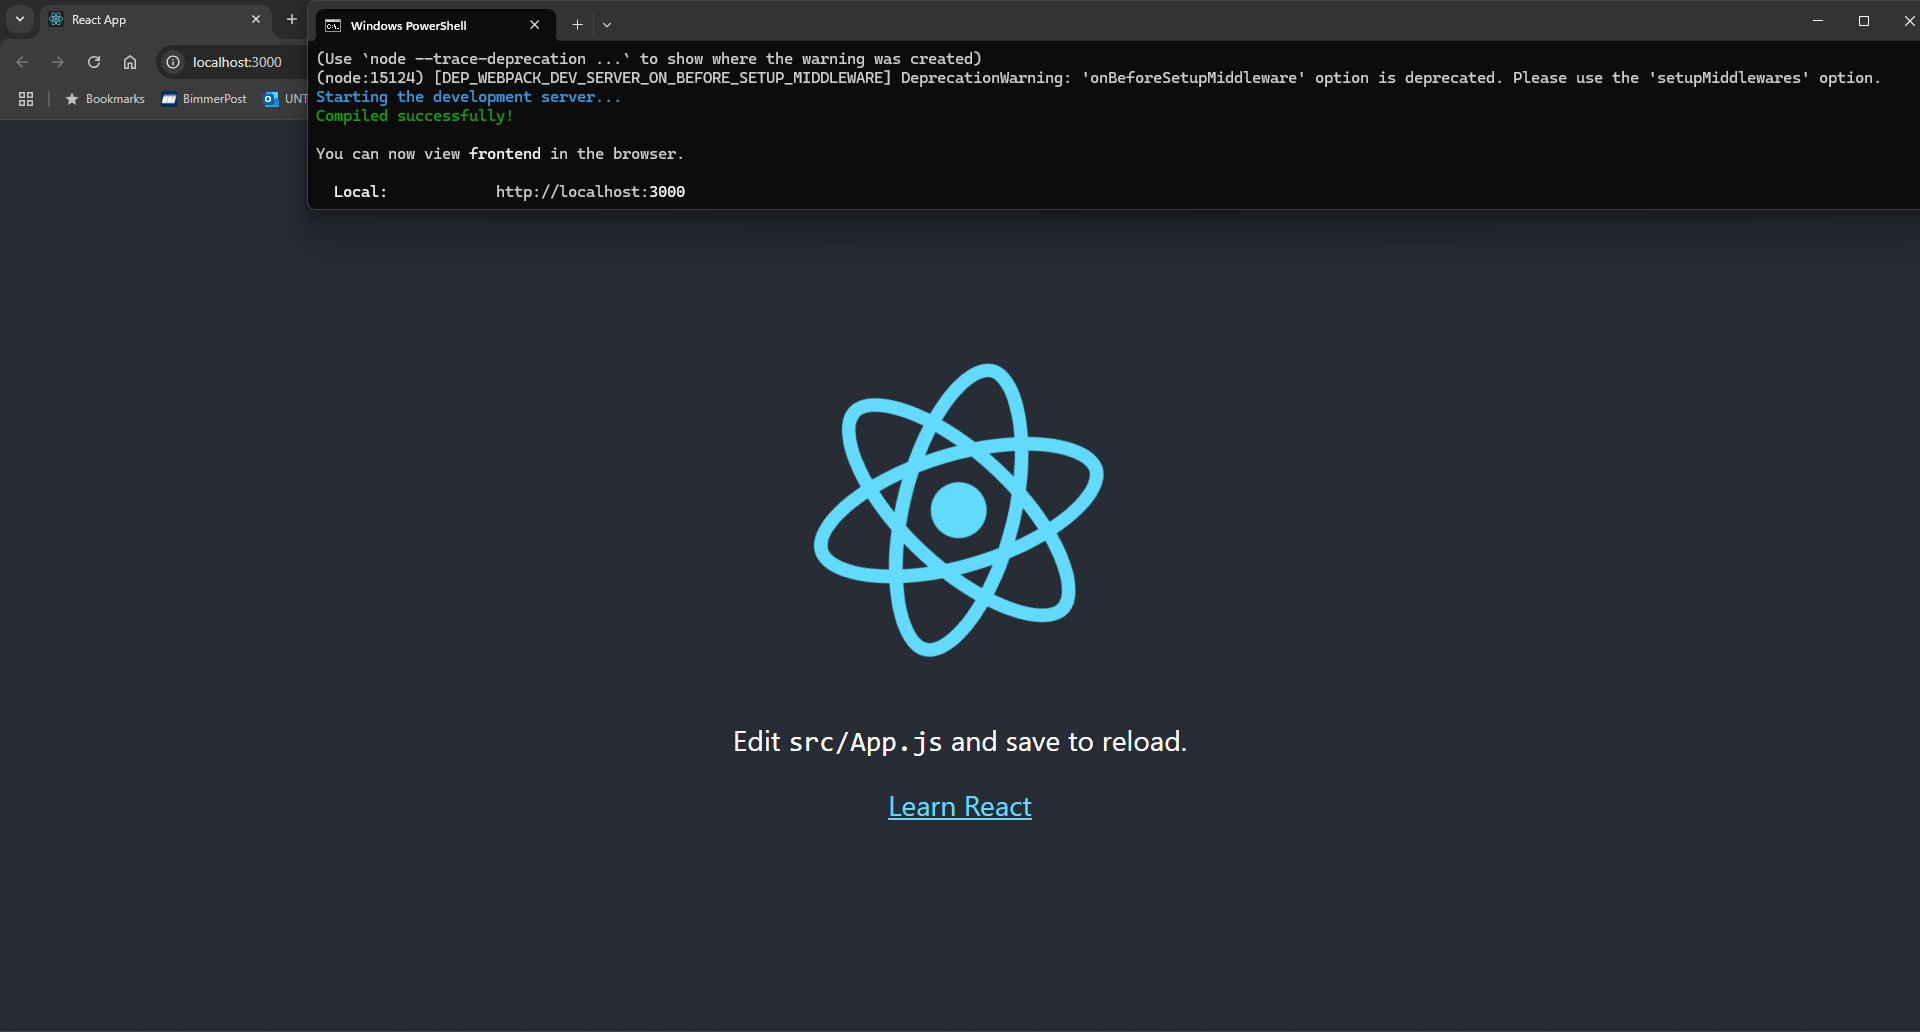 React App
localhost:3000
Bookmarks
BimmerPost
UNT
Windows PowerShell
(Use `node --trace-deprecation ...` to show where the warning was created)
(node:15124) [DEP_WEBPACK_DEV_SERVER_ON_BEFORE_SETUP_MIDDLEWARE] DeprecationWarning: 'onBeforeSetupMiddleware' option is deprecated. Please use the 'setupMiddlewares' option.
Starting the development server...
Compiled successfully!
You can now view frontend in the browser.
Local: http://localhost:3000
Edit src/App.js and save to reload.
Learn React